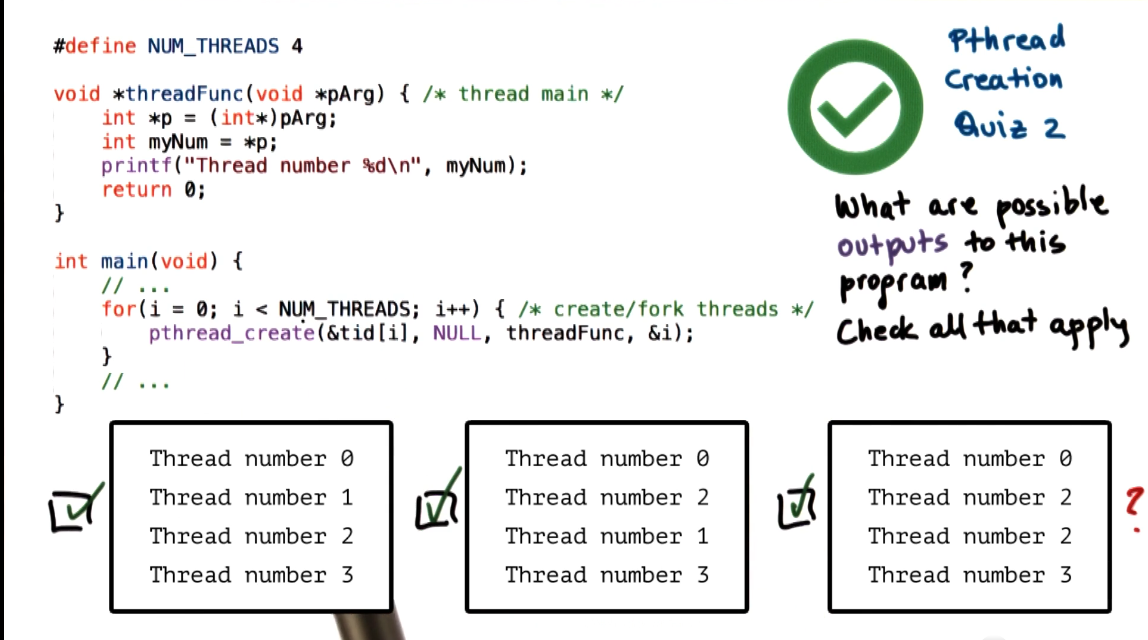 #define NUM_THREADS 4
void *threadFunc(void *pArg) { /* thread main */
int *p = (int*)pArg;
int myNum = *p;
printf("Thread number %d\n", myNum);
return 0;
}
int main(void) {
// ...
for(i = 0; i < NUM_THREADS; i++) { /* create/fork threads */
pthread_create(&tid[i], NULL, threadFunc, &i);
}
// ...
}
Pthread
Creation
Quiz 2
What are possible
outputs to this
propram?
Check all that apply
Thread number 0
Thread number 1
Thread number 2
Thread number 3
Thread number 0
Thread number 2
Thread number 1
Thread number 3
Thread number 0
Thread number 2
Thread number 2
Thread number 3
?